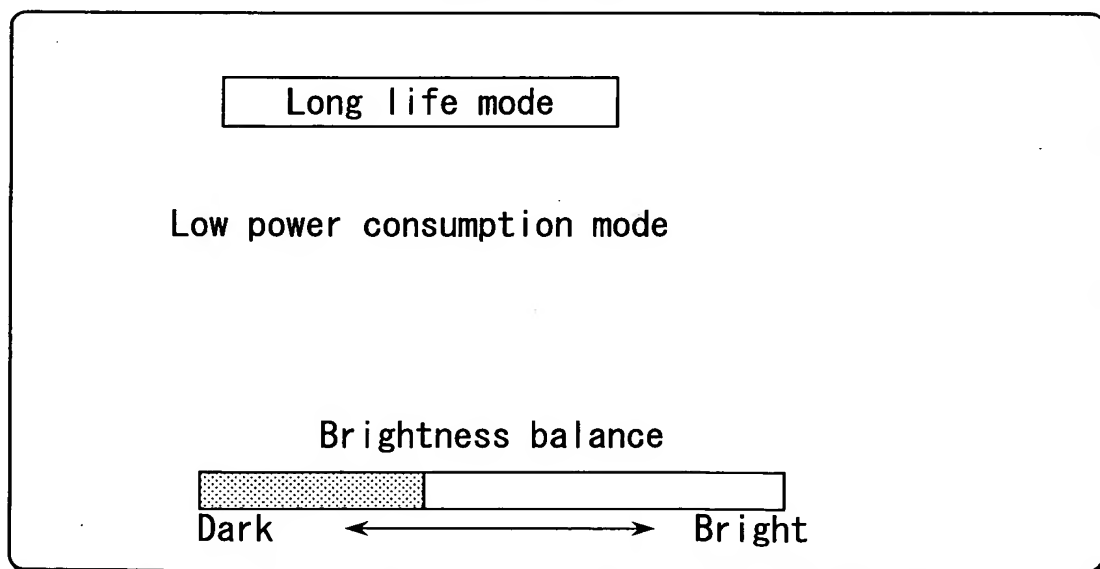 Long life mode
Low power consumption mode
Brightness balance
Dark Bright